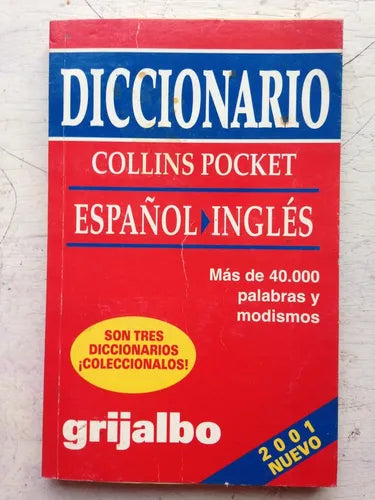 DICCIONARIO
COLLINS POCKET
ESPAÑOL INGLÉS
Más de 40.000
palabras y
modismos
SON TRES
DICCIONARIOS
¡COLECCIONALOS!
grijalbo
2001
NUEVO